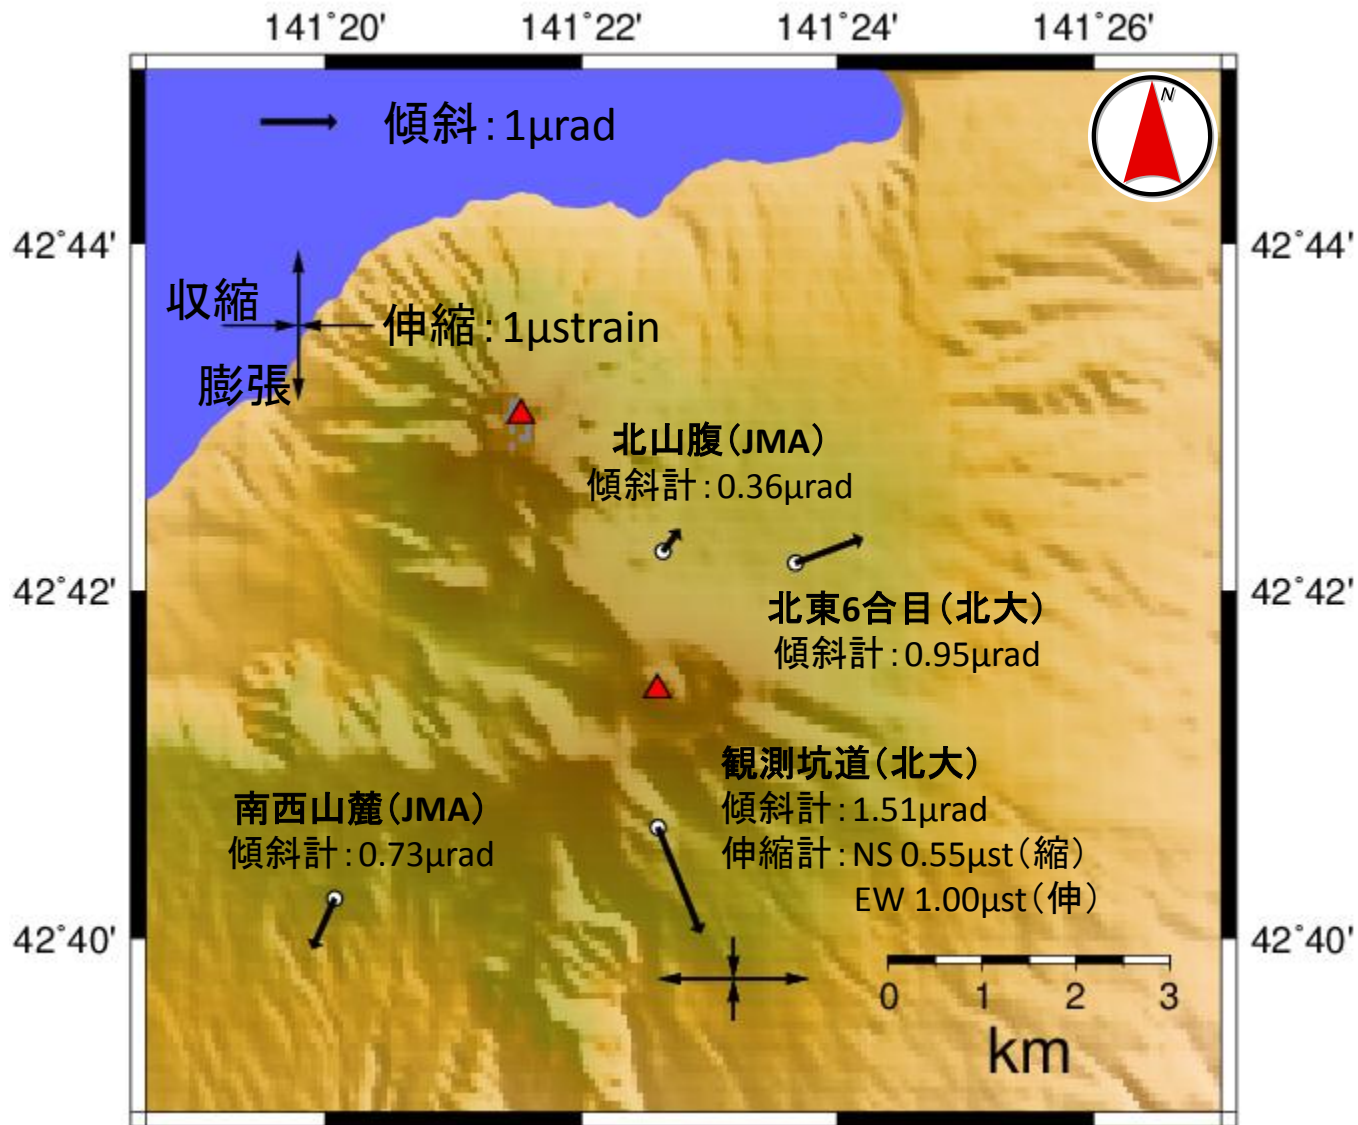 141°20' 141°22' 141°24' 141°26'
N
傾斜：1μrad
42°44' 42°44'
収縮
伸縮：1μstrain
膨張
北山腹（JMA）
傾斜計：0.36μrad
42°42' 42°42'
北東6合目（北大）
傾斜計：0.95μrad
観測坑道（北大）
傾斜計：1.51μrad
伸縮計：NS 0.55μst（縮）
EW 1.00μst（伸）
南西山麓（JMA）
傾斜計：0.73μrad
42°40' 42°40'
0 1 2 3
km